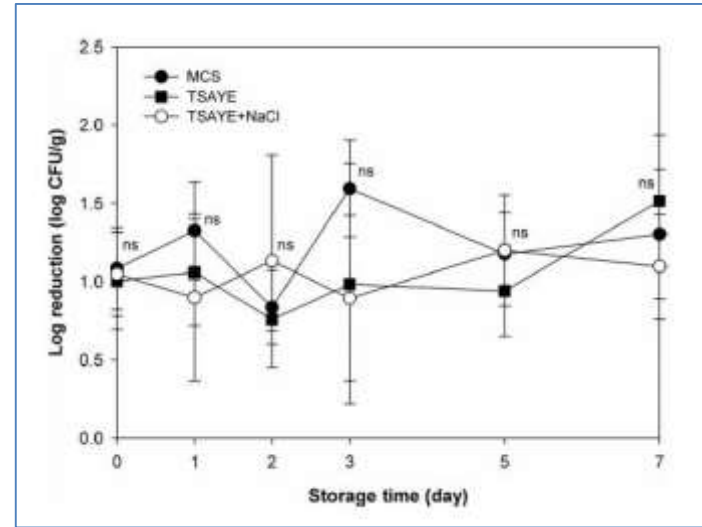 2.5
MCS
TSAYE
TSAYE+NaCl
2.0
ns
ns
ns
ns
ns
ns
1.5
1.0
0.5
0.0
Log reduction (log CFU/g)
0 1 2 3 5 7
Storage time (day)